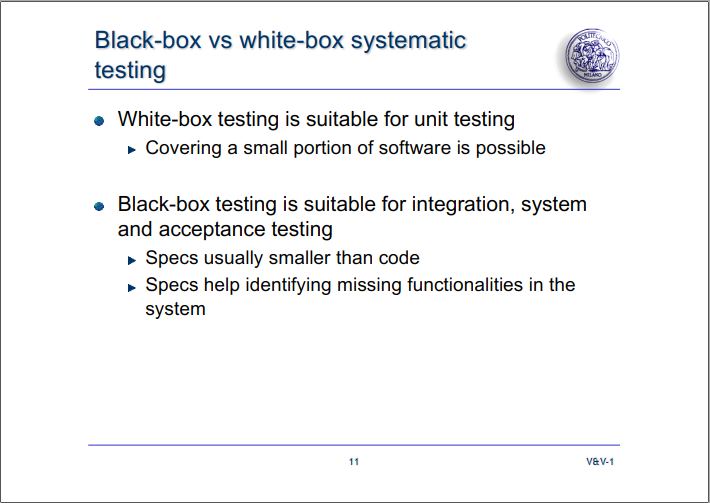 Black-box vs white-box systematic
testing
POLITECNICO
MILANO
White-box testing is suitable for unit testing
Covering a small portion of software is possible
Black-box testing is suitable for integration, system
and acceptance testing
Specs usually smaller than code
Specs help identifying missing functionalities in the
system
11
V&V-1